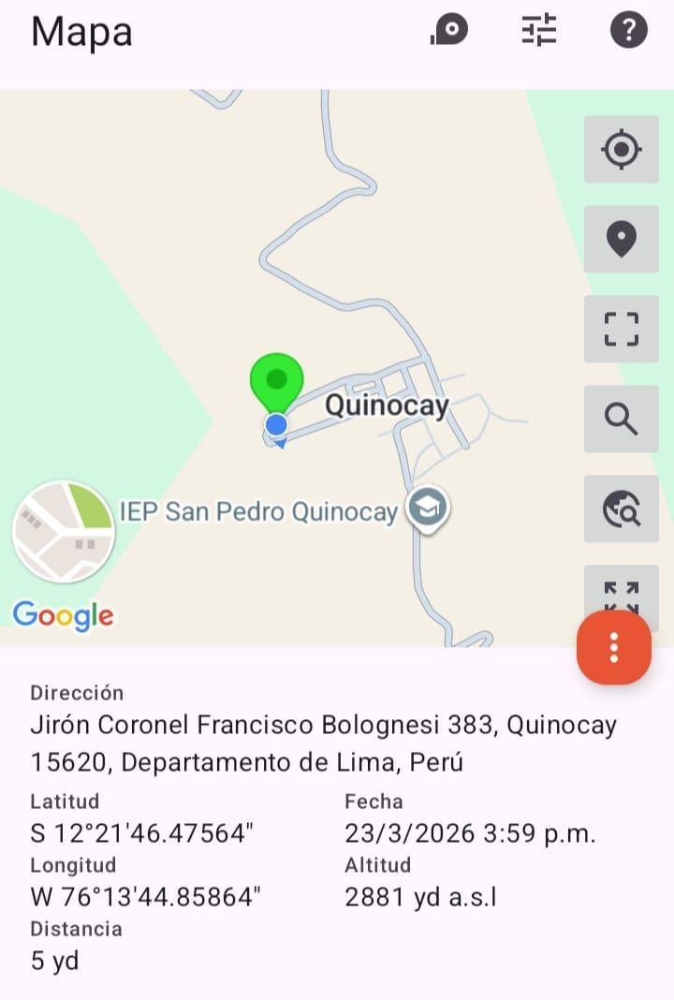 Mapa
Quinocay
IEP San Pedro Quinocay
Google
Dirección
Jirón Coronel Francisco Bolognesi 383, Quinocay
15620, Departamento de Lima, Perú
Latitud
Fecha
S 12°21'46.47564"
23/3/2026 3:59 p.m.
Longitud
Altitud
W 76°13'44.85864"
2881 yd a.s.l
Distancia
5 yd